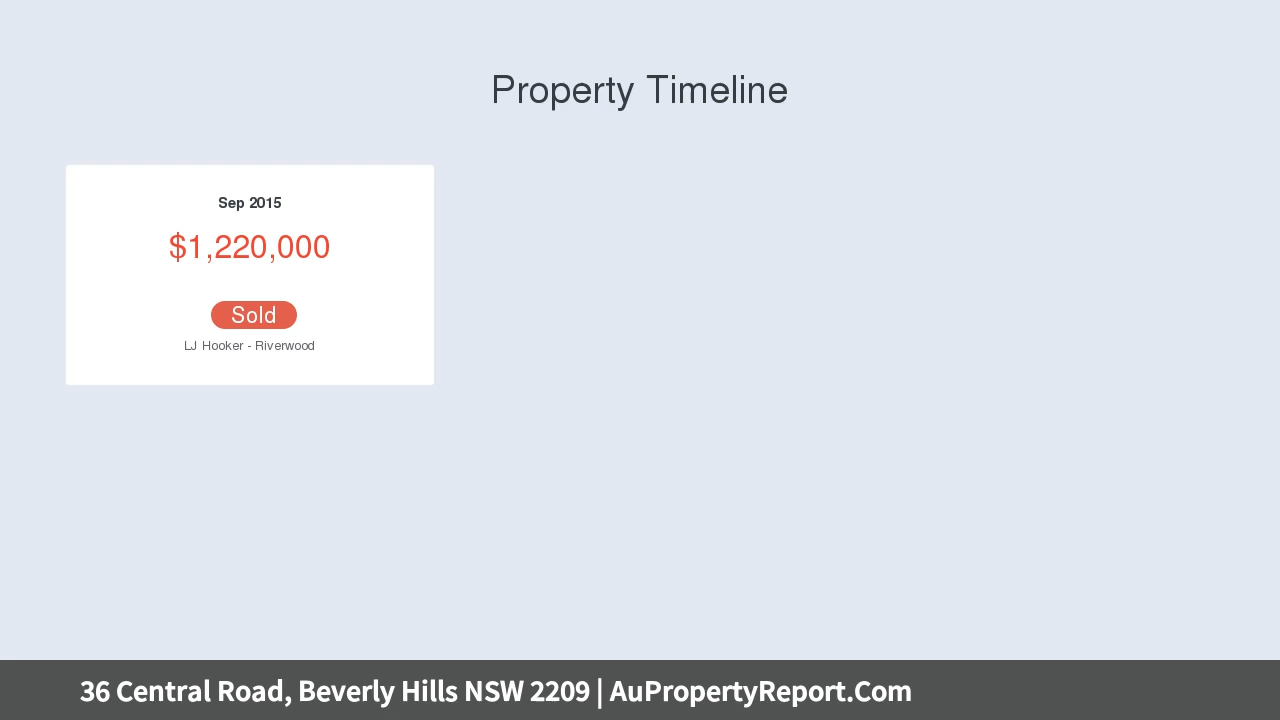 Property Timeline
Sep 2015
$1,220,000
Sold
LJ Hooker - Riverwood
36 Central Road, Beverly Hills NSW 2209 | AuPropertyReport.Com